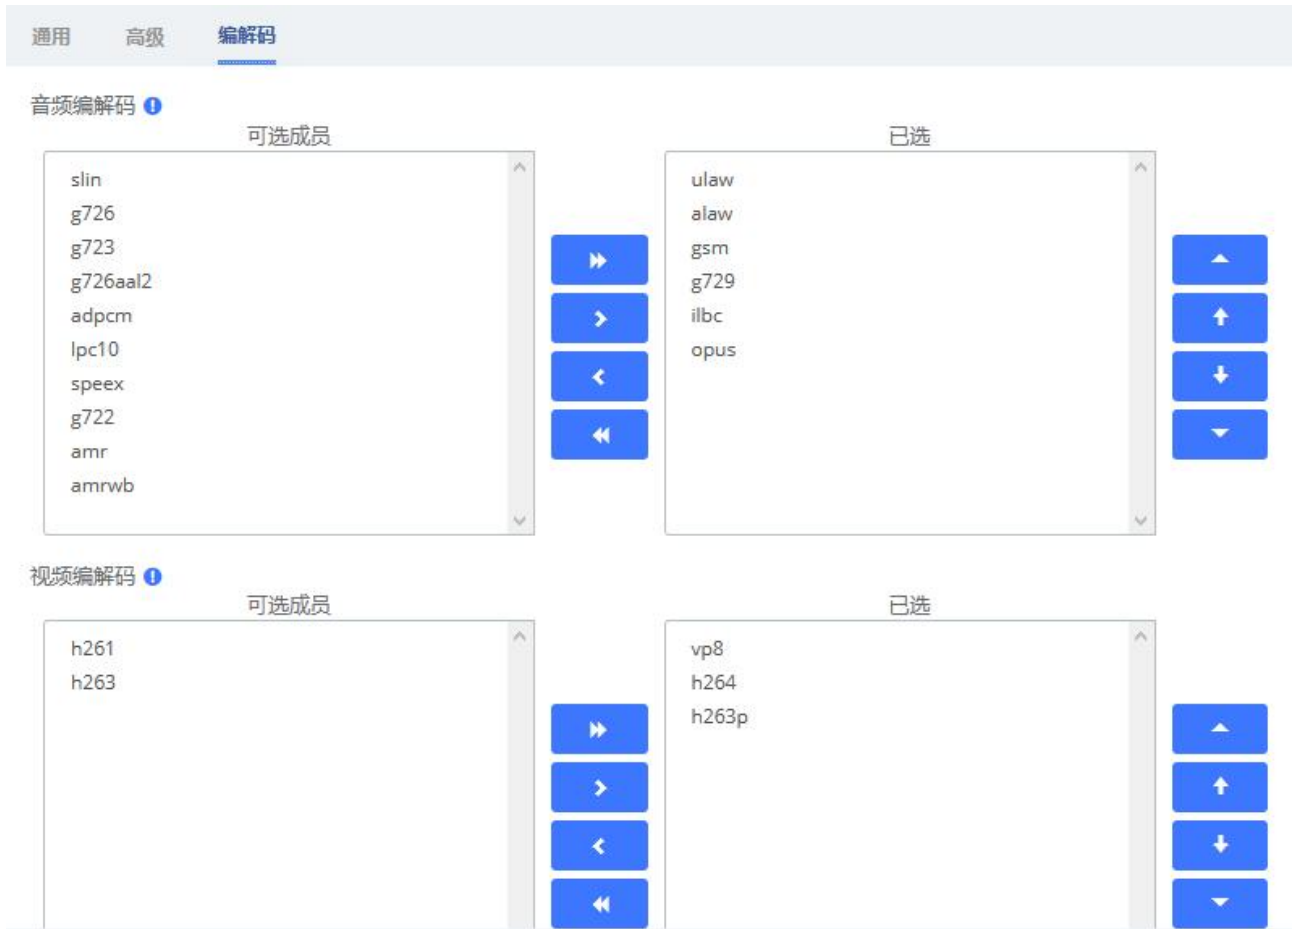 通用 高级 编解码
音频编解码
可选成员 已选
slin
g726
g723
g726aal2
adpcm
lpc10
speex
g722
amr
amrwb
ulaw
alaw
gsm
g729
ilbc
opus
视频编解码
可选成员 已选
h261
h263
vp8
h264
h263p